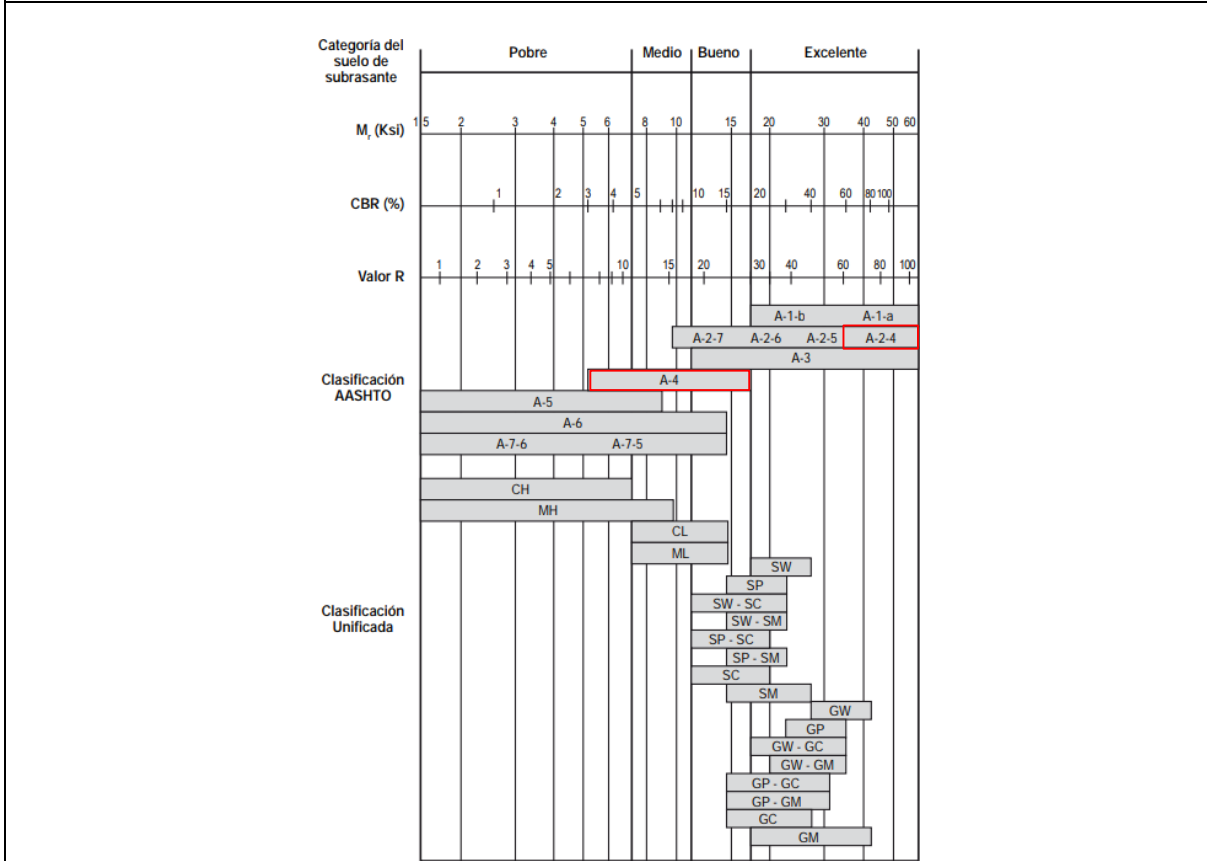 Categoría del
suelo de
subrasante
Pobre Medio Bueno Excelente
Mr (Ksi)
1.5 2 3 4 5 6 8 10 15 20 30 40 50 60
CBR (%)
1 2 3 4 5 10 15 20 40 60 80 100
Valor R
1 2 3 4 5 10 15 20 30 40 60 80 100
Clasificación
AASHTO
A-1-b A-1-a
A-2-7 A-2-6 A-2-5 A-2-4
A-3
A-4
A-5
A-6
A-7-6 A-7-5
Clasificación
Unificada
CH
MH
CL
ML
SW
SP
SW - SC
SW - SM
SP - SC
SP - SM
SC
SM
GW
GP
GW - GC
GW - GM
GP - GC
GP - GM
GC
GM